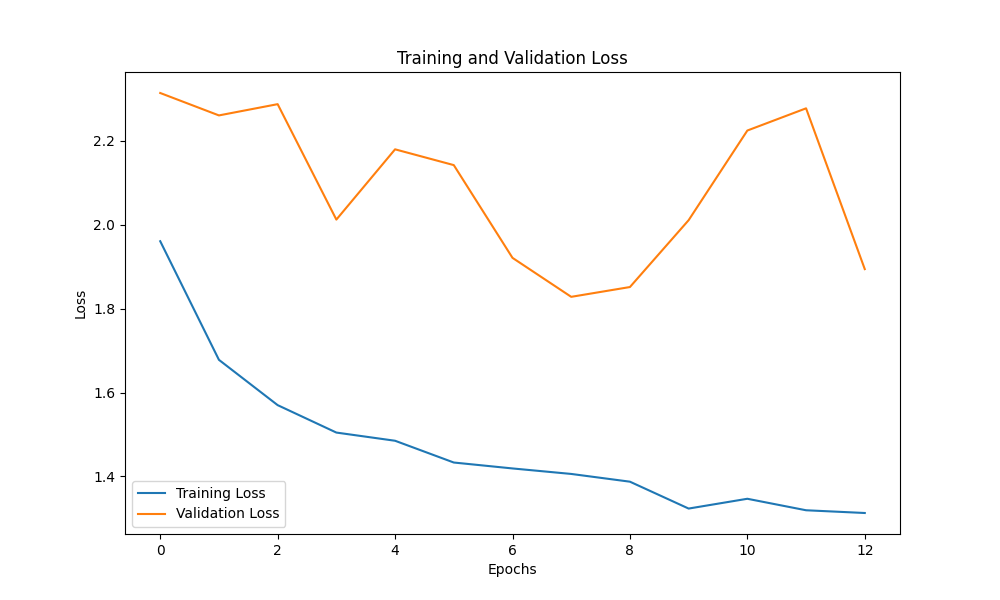 Training and Validation Loss
2.2
2.0
1.8
1.6
1.4
Loss
Training Loss
Validation Loss
0 2 4 6 8 10 12
Epochs